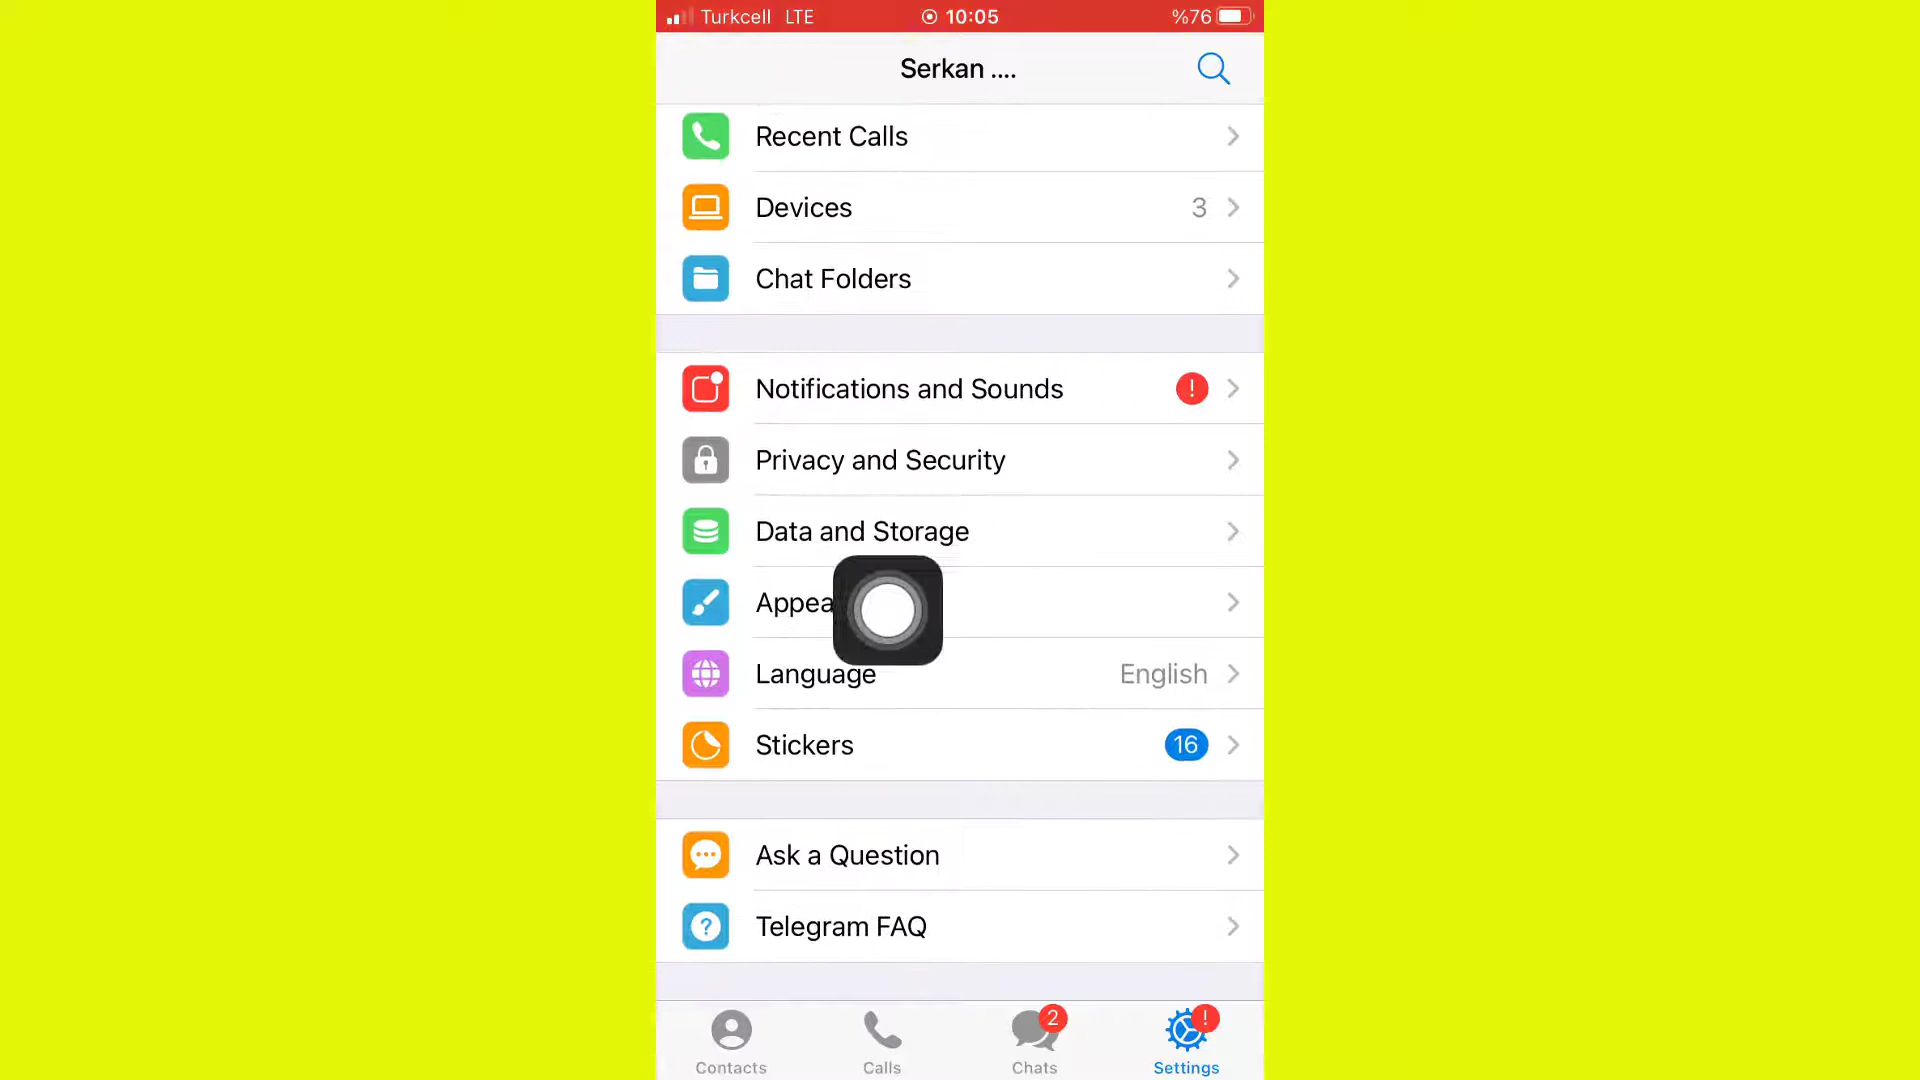 Turkcell LTE 10:05 %76
Serkan ....
Recent Calls
Devices 3
Chat Folders
Notifications and Sounds !
Privacy and Security
Data and Storage
Appea
Language English
Stickers 16
Ask a Question
? Telegram FAQ
2 !
Contacts Calls Chats Settings